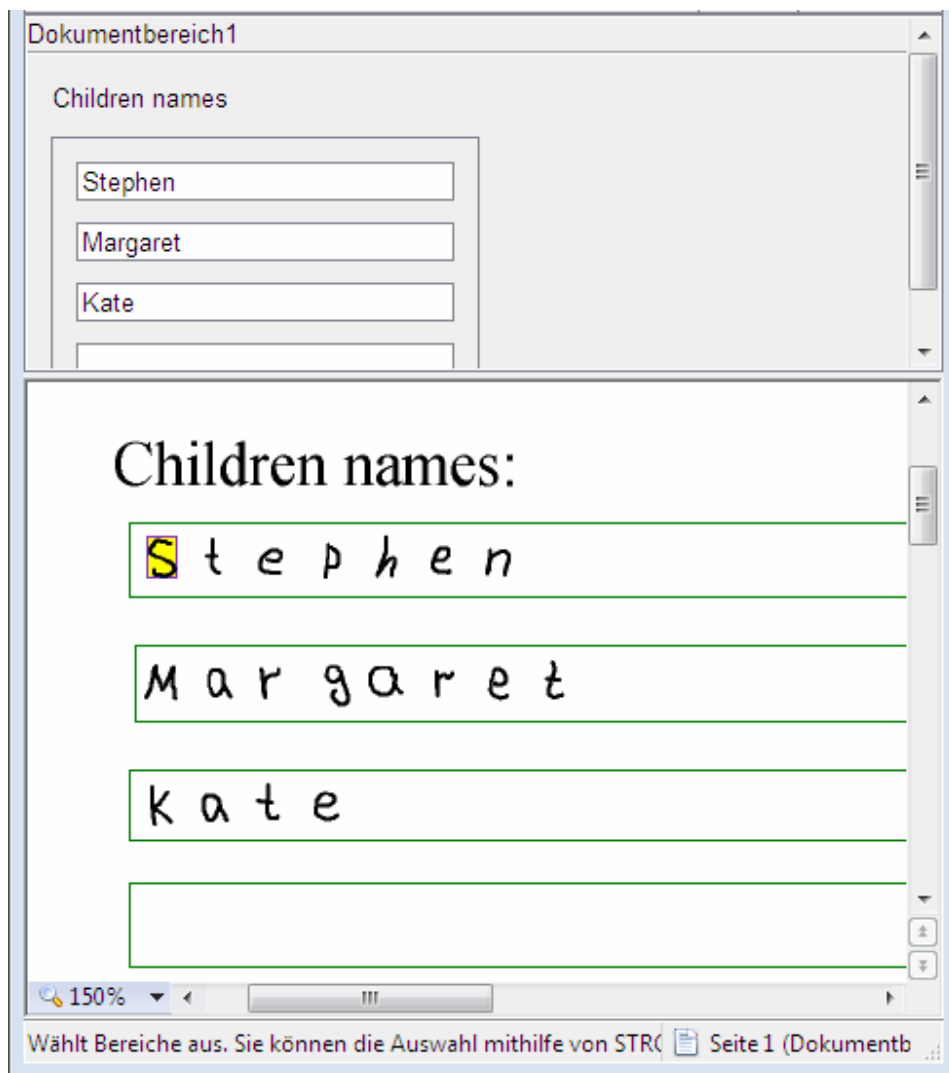 Dokumentbereich1
Children names
Stephen
Margaret
Kate
Children names:
Stephen
Margaret
Kate
150%
Wählt Bereiche aus. Sie können die Auswahl mithilfe von STRG Seite 1 (Dokumentb